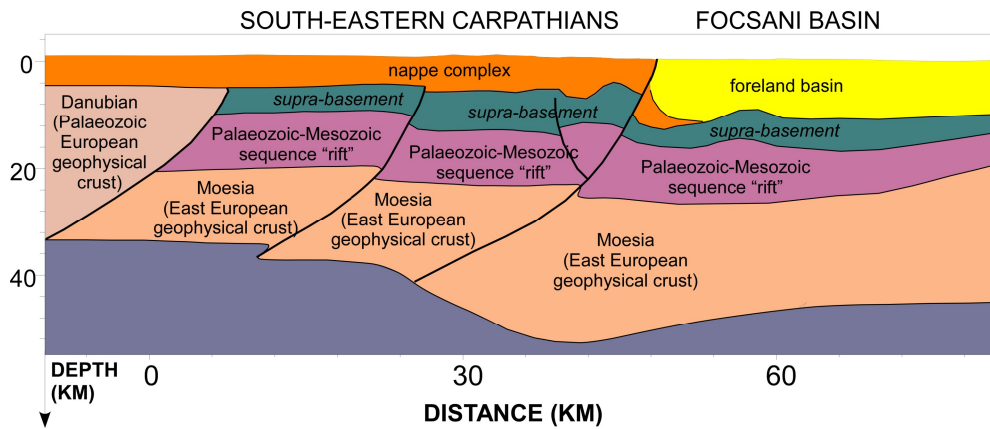 SOUTH-EASTERN CARPATHIANS
FOCSANI BASIN
0
20
40
nappe complex
foreland basin
Danubian
(Palaeozoic
European
geophysical
crust)
supra-basement
supra-basement
supra-basement
Palaeozoic-Mesozoic
sequence “rift”
Palaeozoic-Mesozoic
sequence “rift”
Palaeozoic-Mesozoic
sequence “rift”
Moesia
(East European
geophysical crust)
Moesia
(East European
geophysical crust)
Moesia
(East European
geophysical crust)
DEPTH
(KM)
0
30
60
DISTANCE (KM)